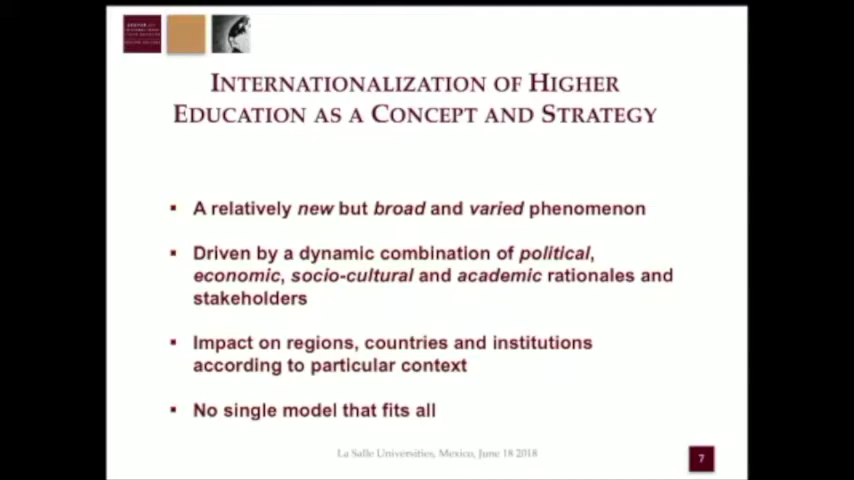 INTERNATIONALIZATION OF HIGHER
EDUCATION AS A CONCEPT AND STRATEGY
▪ A relatively new but broad and varied phenomenon
▪ Driven by a dynamic combination of political,
economic, socio-cultural and academic rationales and
stakeholders
▪ Impact on regions, countries and institutions
according to particular context
▪ No single model that fits all
La Salle Universities, Mexico, June 18 2018
7